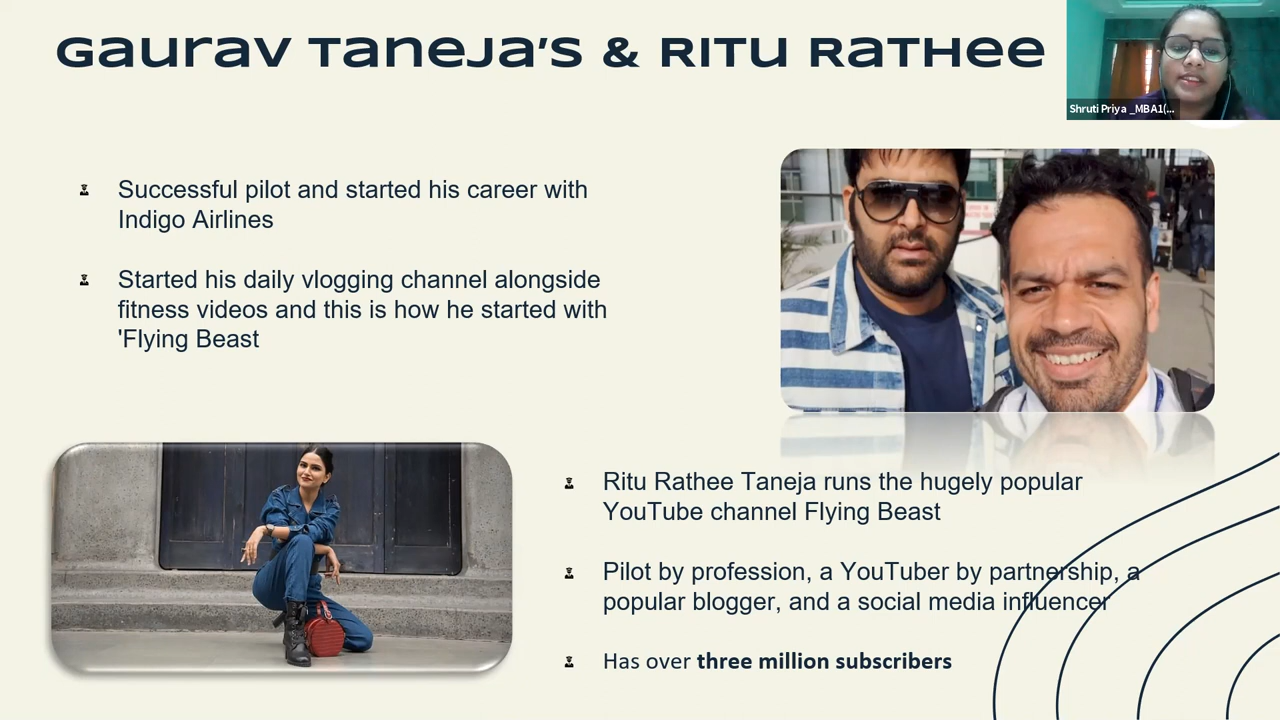 Gaurav Taneja's & Ritu Rathee
Shruti Priya _MBA1(...
Successful pilot and started his career with
Indigo Airlines
Started his daily vlogging channel alongside
fitness videos and this is how he started with
'Flying Beast
Ritu Rathee Taneja runs the hugely popular
YouTube channel Flying Beast
Pilot by profession, a YouTuber by partnership, a
popular blogger, and a social media influencer
Has over three million subscribers